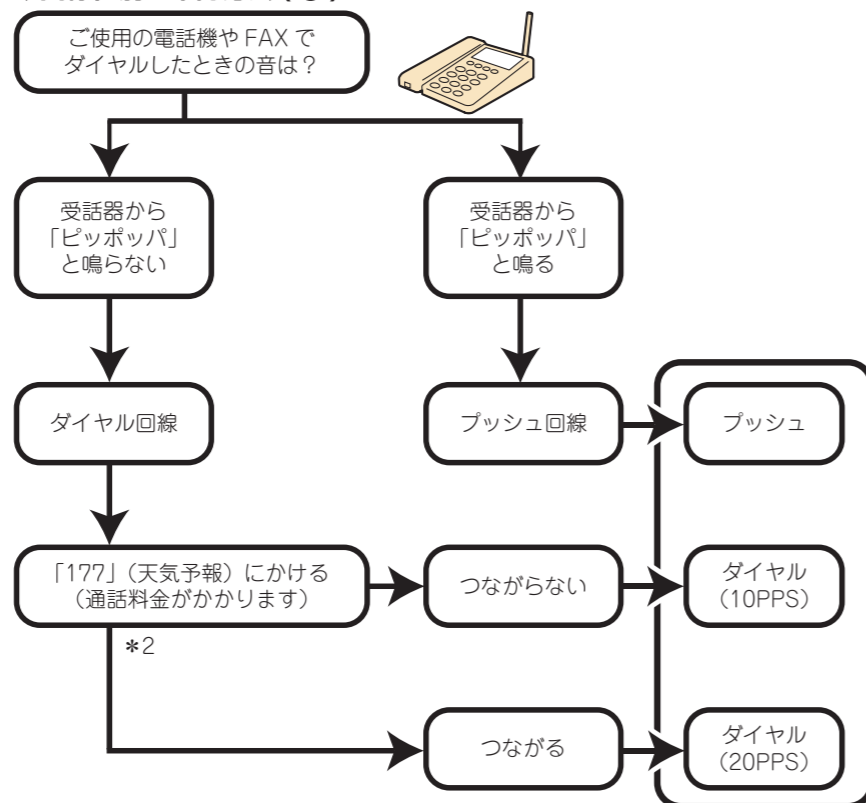 ご使用の電話機や FAX で
ダイヤルしたときの音は？
受話器から
「ピッポッパ」
と鳴らない
受話器から
「ピッポッパ」
と鳴る
ダイヤル回線
プッシュ回線
プッシュ
「177」（天気予報）にかける
（通話料金がかかります）
つながらない
ダイヤル
（10PPS）
＊2
つながる
ダイヤル
（20PPS）